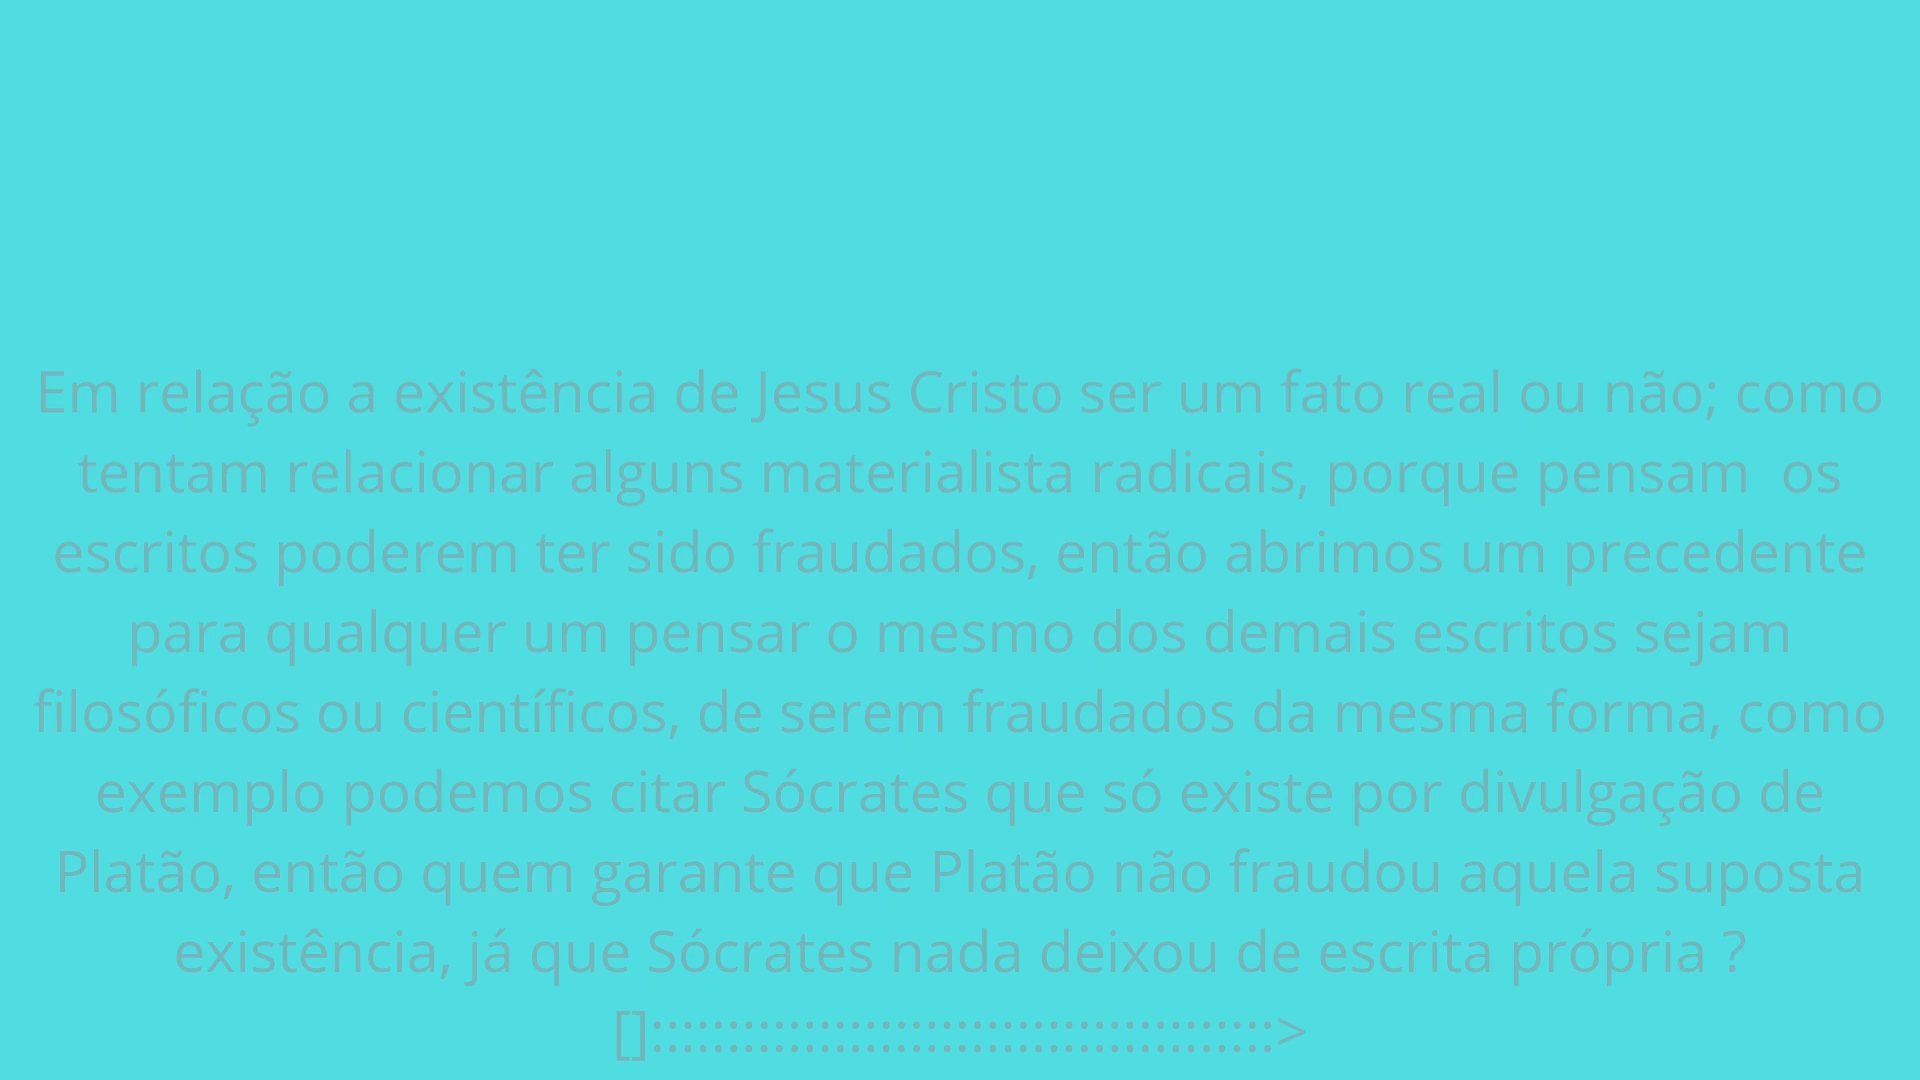 Em relação a existência de Jesus Cristo ser um fato real ou não; como
tentam relacionar alguns materialista radicais, porque pensam  os
escritos poderem ter sido fraudados, então abrimos um precedente
para qualquer um pensar o mesmo dos demais escritos sejam
filosóficos ou científicos, de serem fraudados da mesma forma, como
exemplo podemos citar Sócrates que só existe por divulgação de
Platão, então quem garante que Platão não fraudou aquela suposta
existência, já que Sócrates nada deixou de escrita própria ?
[]:::::::::::::::::::::::::::::::::::::::::>